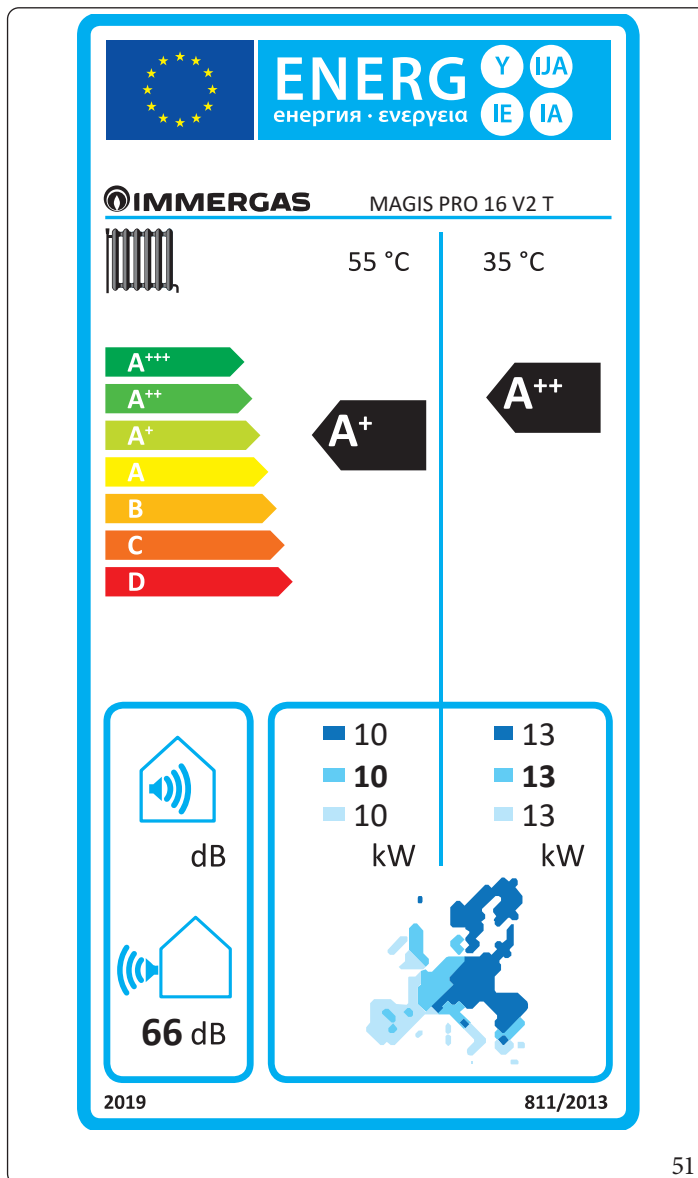 ENERG Y IJA
енергия · ενεργεια IE IA
IMMERGAS MAGIS PRO 16 V2 T
55 °C 35 °C
A+++
A++
A+
A
B
C
D
A+
A++
10 13
10 13
10 13
kW kW
dB
66 dB
2019 811/2013
51